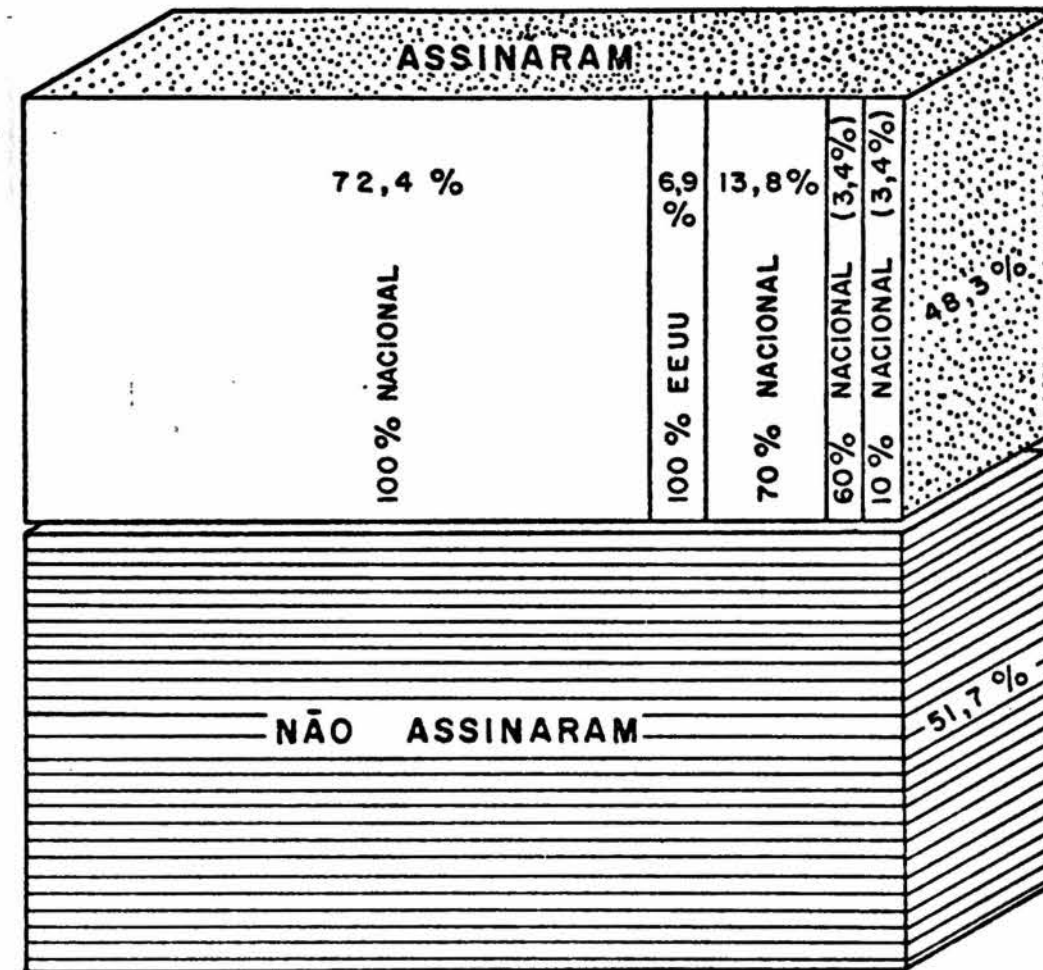 ASSINARAM
72,4 %
6,9
%
13,8%
(3,4%)
(3,4%)
100% NACIONAL
100% EEUU
70% NACIONAL
60% NACIONAL
10% NACIONAL
48,3%
NÃO ASSINARAM
51,7 %